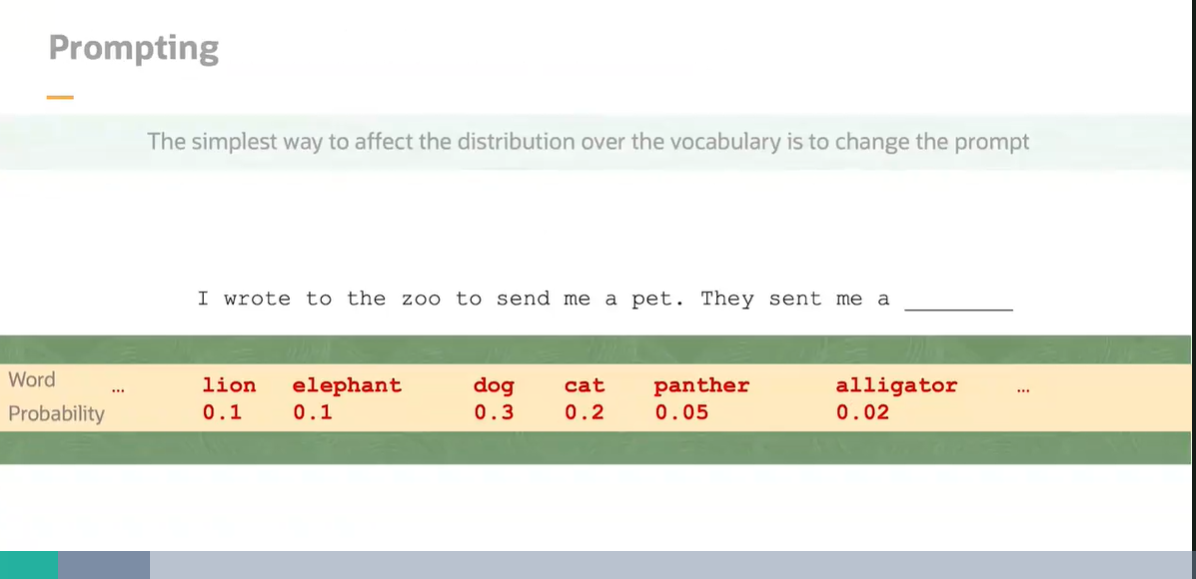 Prompting
The simplest way to affect the distribution over the vocabulary is to change the prompt
I wrote to the zoo to send me a pet. They sent me a ________
Word ... lion elephant dog cat panther alligator ...
Probability 0.1 0.1 0.3 0.2 0.05 0.02